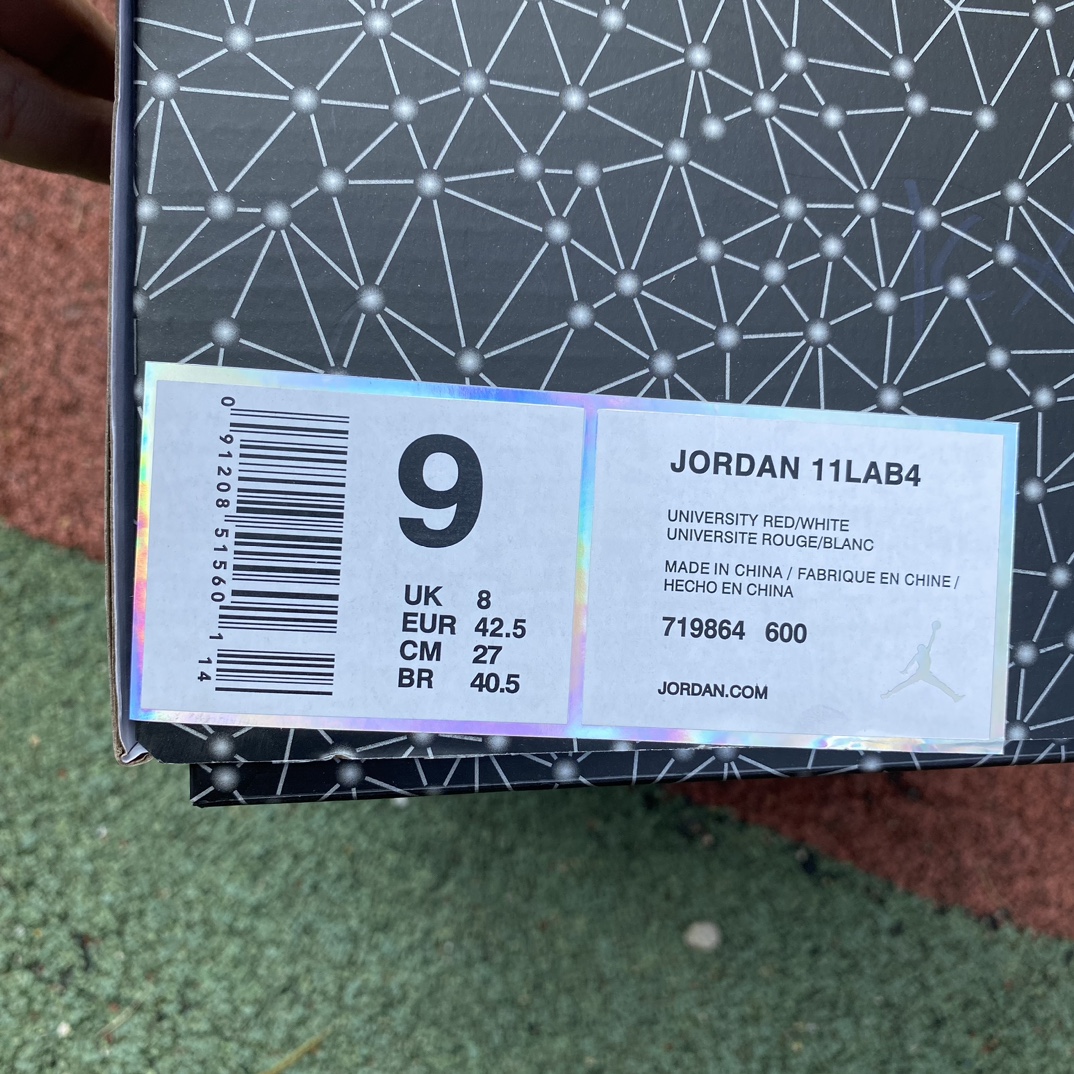 0 91208 51560 1
14
9
UK 8
EUR 42.5
CM 27
BR 40.5
JORDAN 11LAB4
UNIVERSITY RED/WHITE
UNIVERSITE ROUGE/BLANC
MADE IN CHINA / FABRIQUE EN CHINE /
HECHO EN CHINA
719864 600
JORDAN.COM